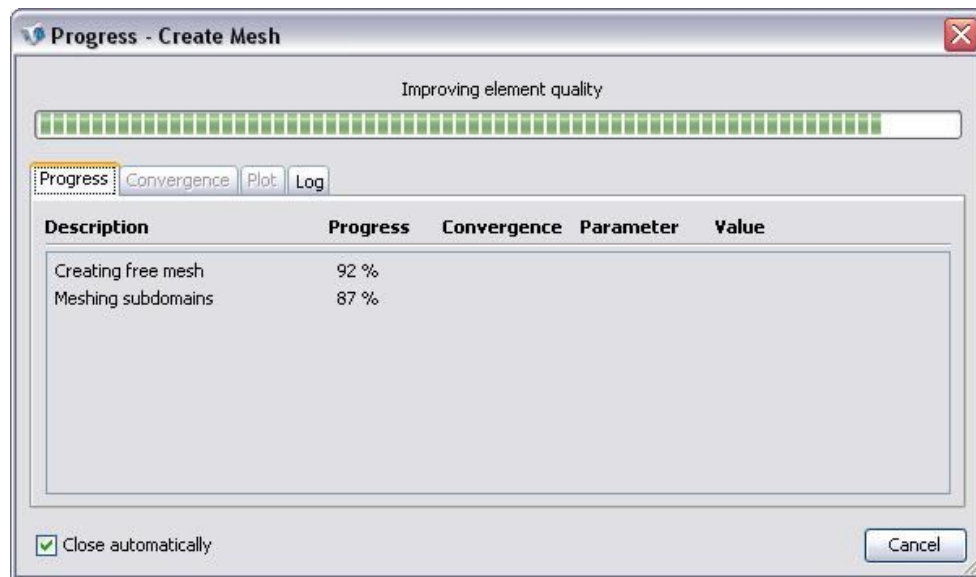 Progress - Create Mesh
Improving element quality
Progress Convergence Plot Log
Description Progress Convergence Parameter Value
Creating free mesh 92 %
Meshing subdomains 87 %
Close automatically Cancel